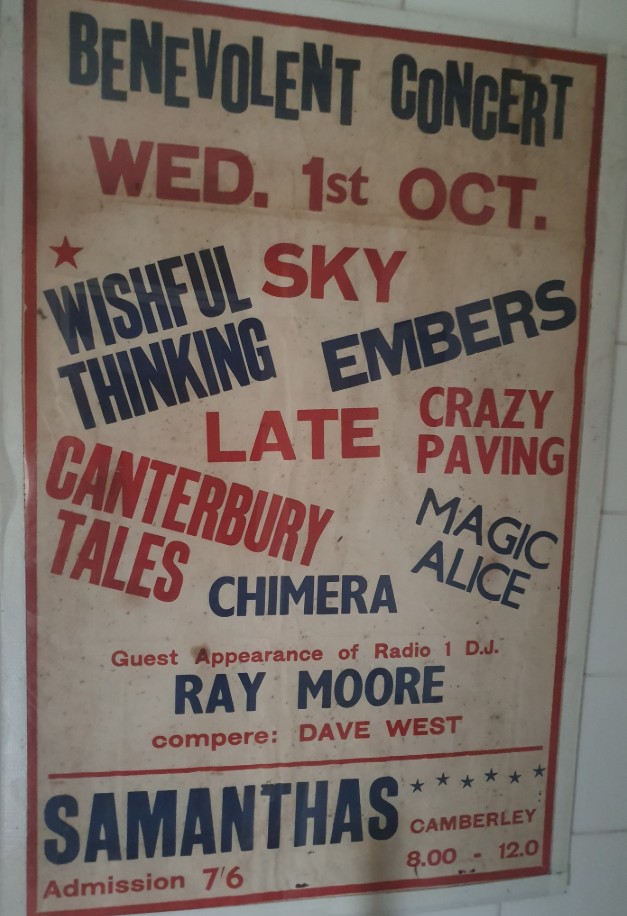 BENEVOLENT CONCERT
WED. 1st OCT.
SKY
WISHFUL
THINKING
EMBERS
LATE
CRAZY
PAVING
CANTERBURY
TALES
MAGIC
ALICE
CHIMERA
Guest Appearance of Radio 1 D.J.
RAY MOORE
compere: DAVE WEST
SAMANTHAS
CAMBERLEY
Admission 7'6
8.00 - 12.0